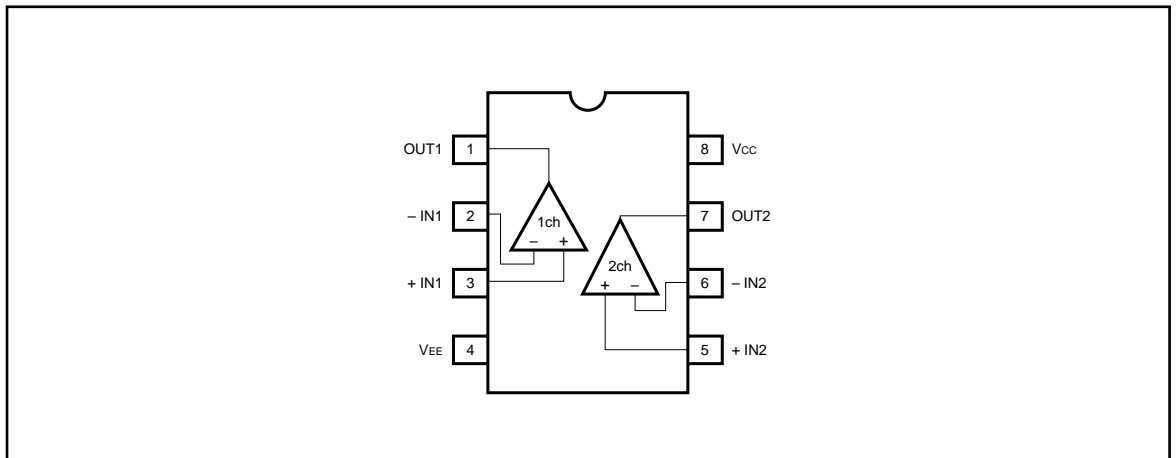 OUT1 1
8 VCC
– IN1 2
7 OUT2
1ch
– +
+ IN1 3
6 – IN2
2ch
+ –
VEE 4
5 + IN2